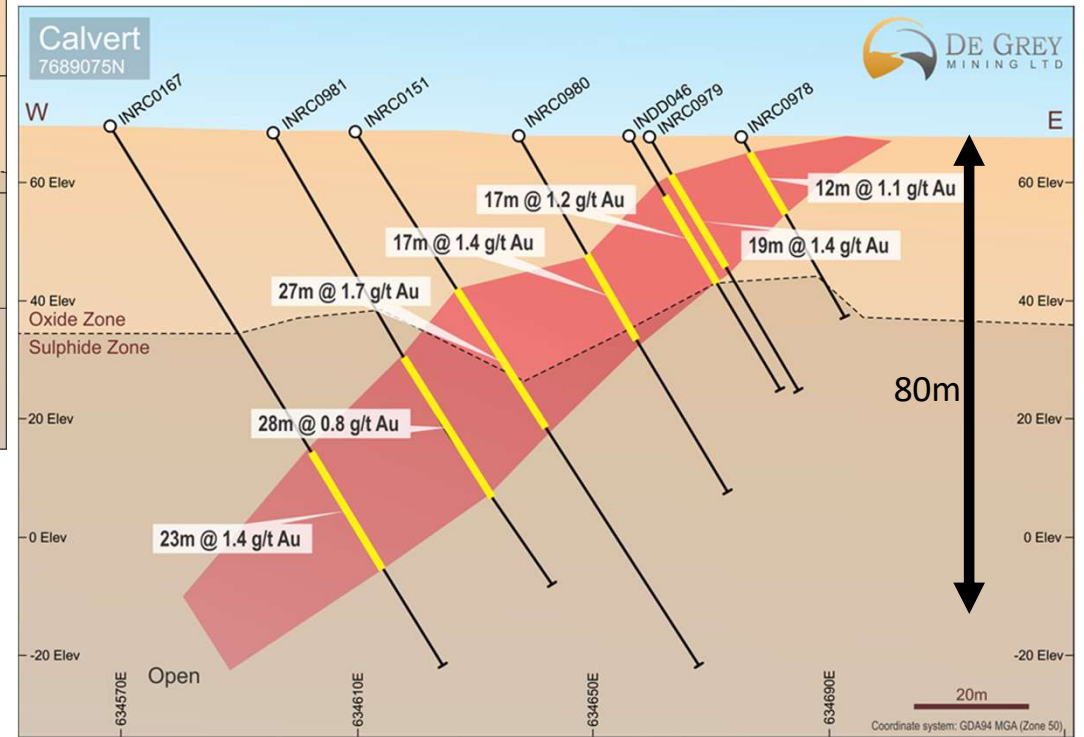 Calvert
7689075N
DE GREY
MINING LTD
W
E
INRC0167
INRC0981
INRC0151
INRC0980
INDD046
INRC0979
INRC0978
60 Elev
60 Elev
12m @ 1.1 g/t Au
17m @ 1.2 g/t Au
17m @ 1.4 g/t Au
19m @ 1.4 g/t Au
27m @ 1.7 g/t Au
40 Elev
40 Elev
Oxide Zone
Sulphide Zone
80m
28m @ 0.8 g/t Au
20 Elev
20 Elev
0 Elev
0 Elev
23m @ 1.4 g/t Au
-20 Elev
-20 Elev
Open
634570E
634610E
634650E
634690E
20m
Coordinate system: GDA94 MGA (Zone 50)